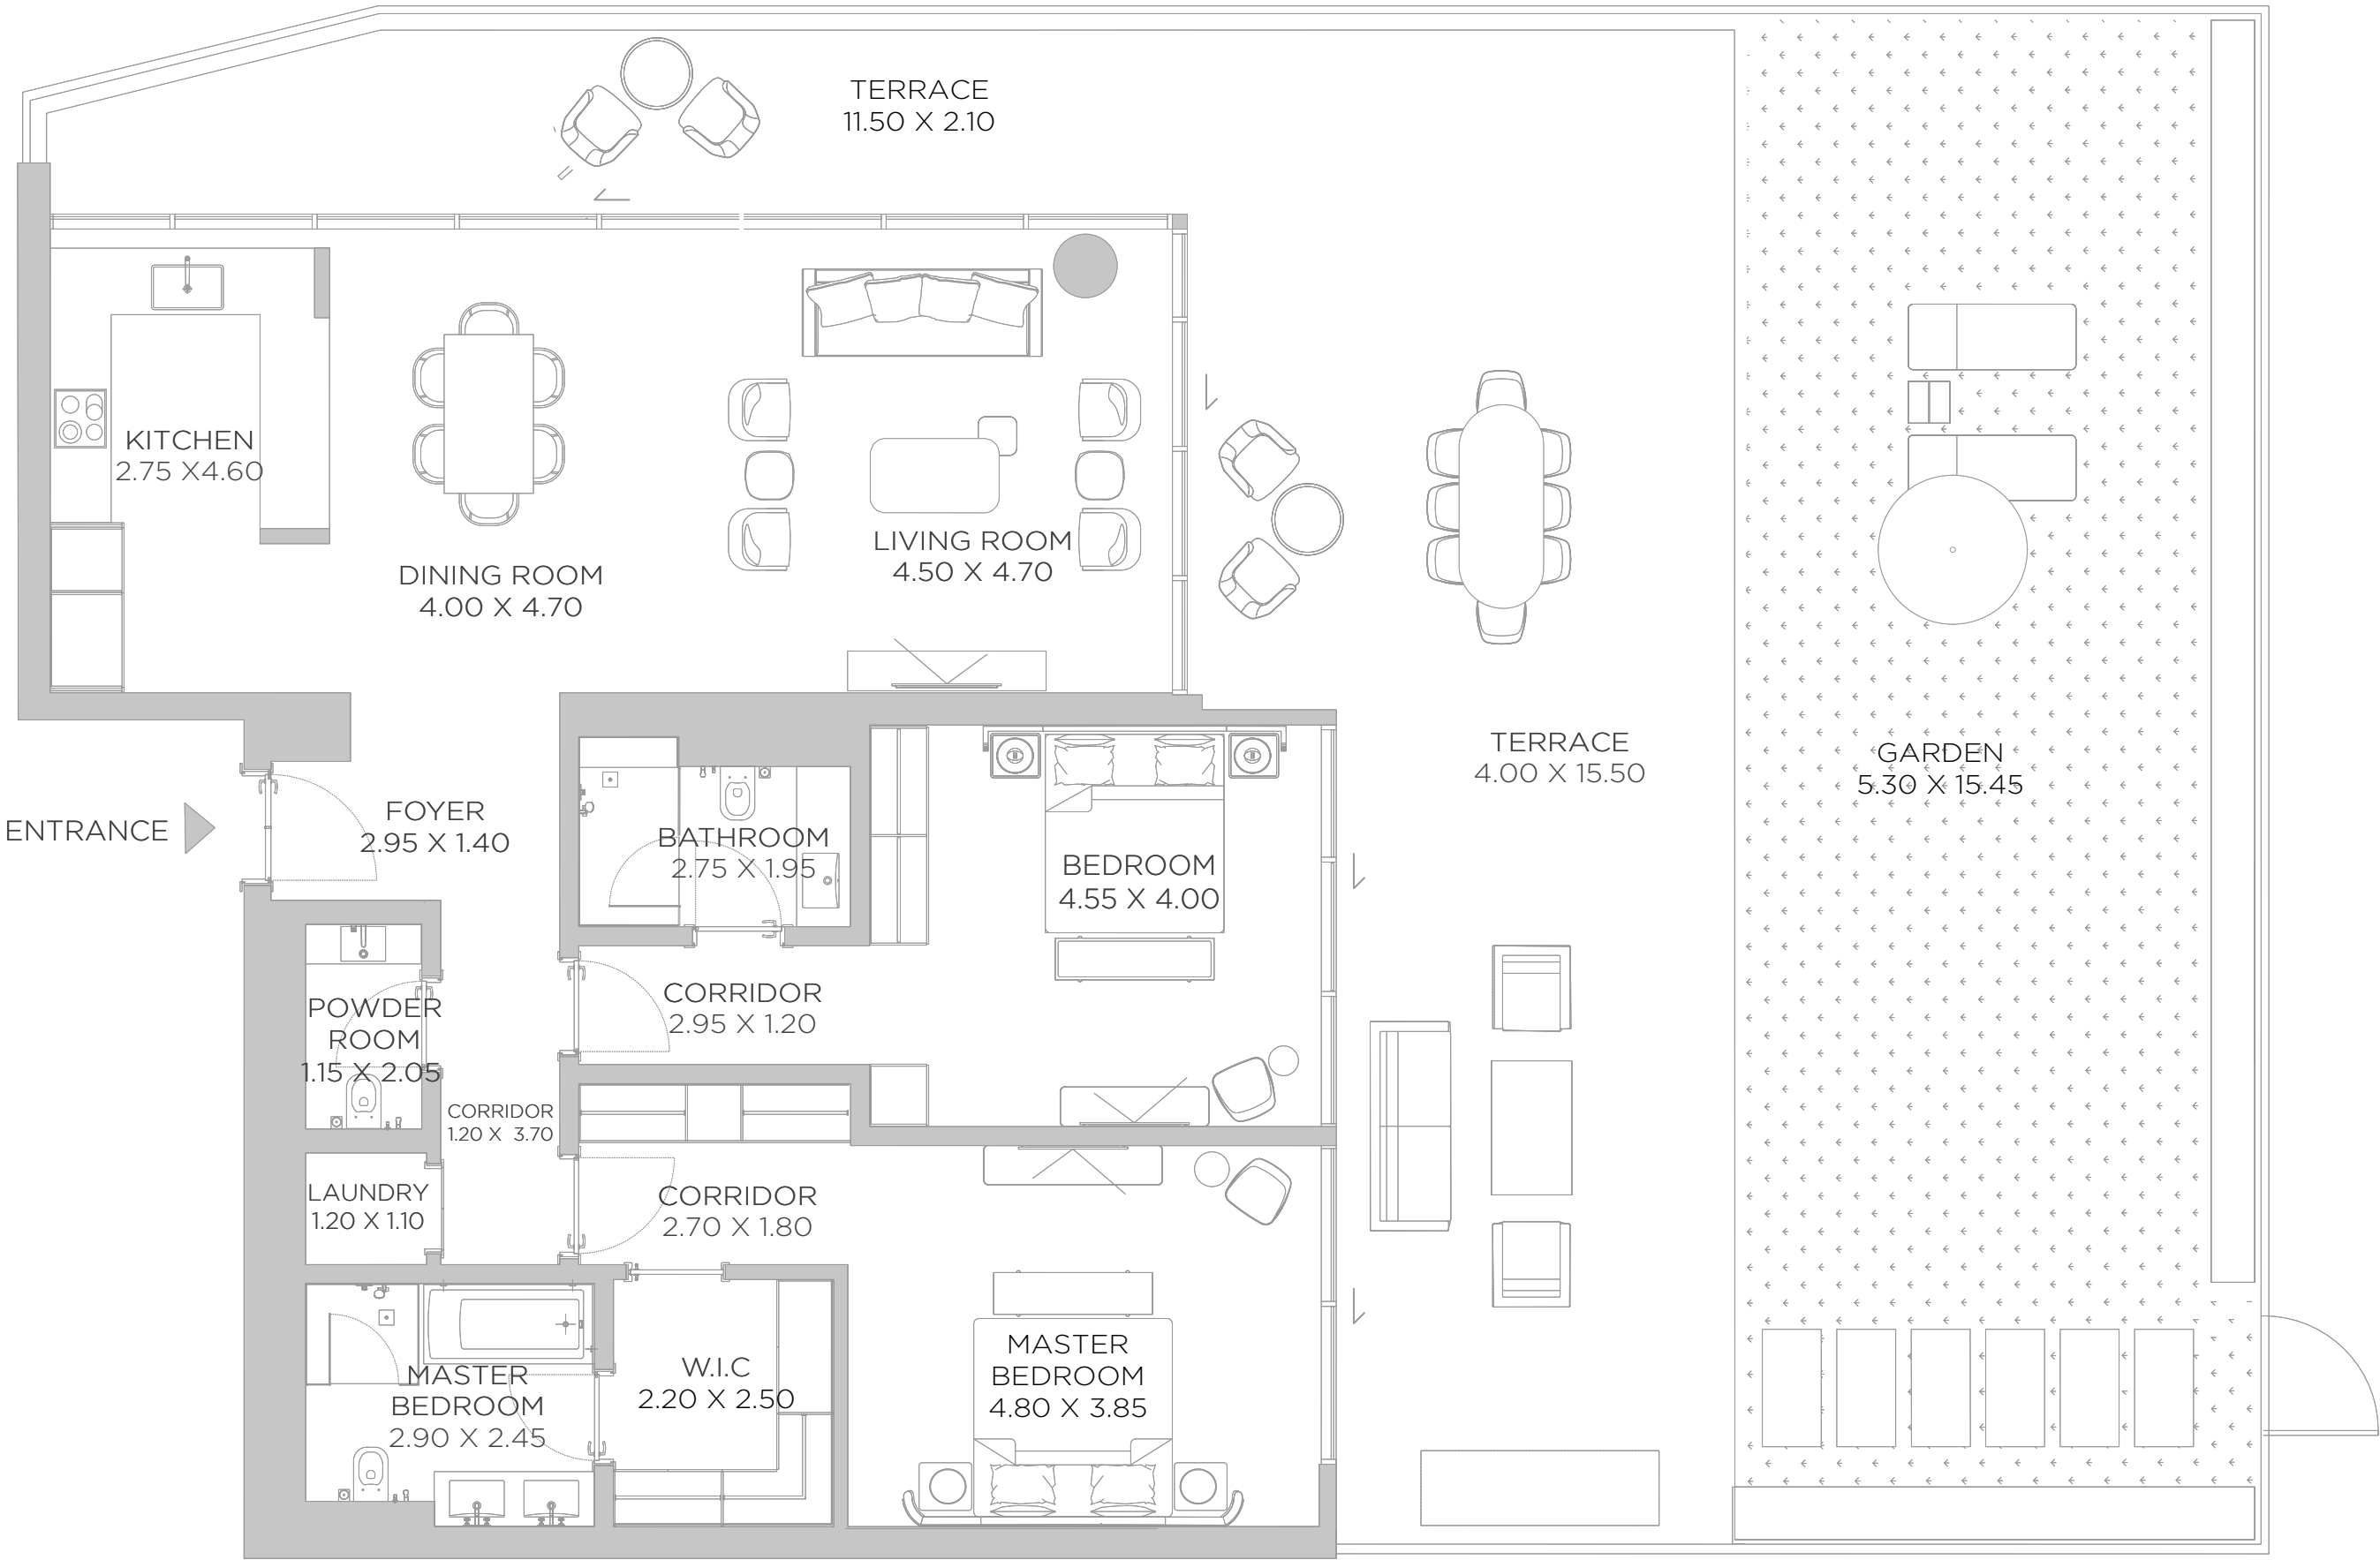 TERRACE
11.50 X 2.10
KITCHEN
2.75 X4.60
DINING ROOM
4.00 X 4.70
LIVING ROOM
4.50 X 4.70
TERRACE
4.00 X 15.50
GARDEN
5.30 X 15.45
ENTRANCE
FOYER
2.95 X 1.40
BATHROOM
2.75 X 1.95
BEDROOM
4.55 X 4.00
POWDER
ROOM
1.15 X 2.05
CORRIDOR
2.95 X 1.20
CORRIDOR
1.20 X 3.70
LAUNDRY
1.20 X 1.10
CORRIDOR
2.70 X 1.80
MASTER
BEDROOM
2.90 X 2.45
W.I.C
2.20 X 2.50
MASTER
BEDROOM
4.80 X 3.85